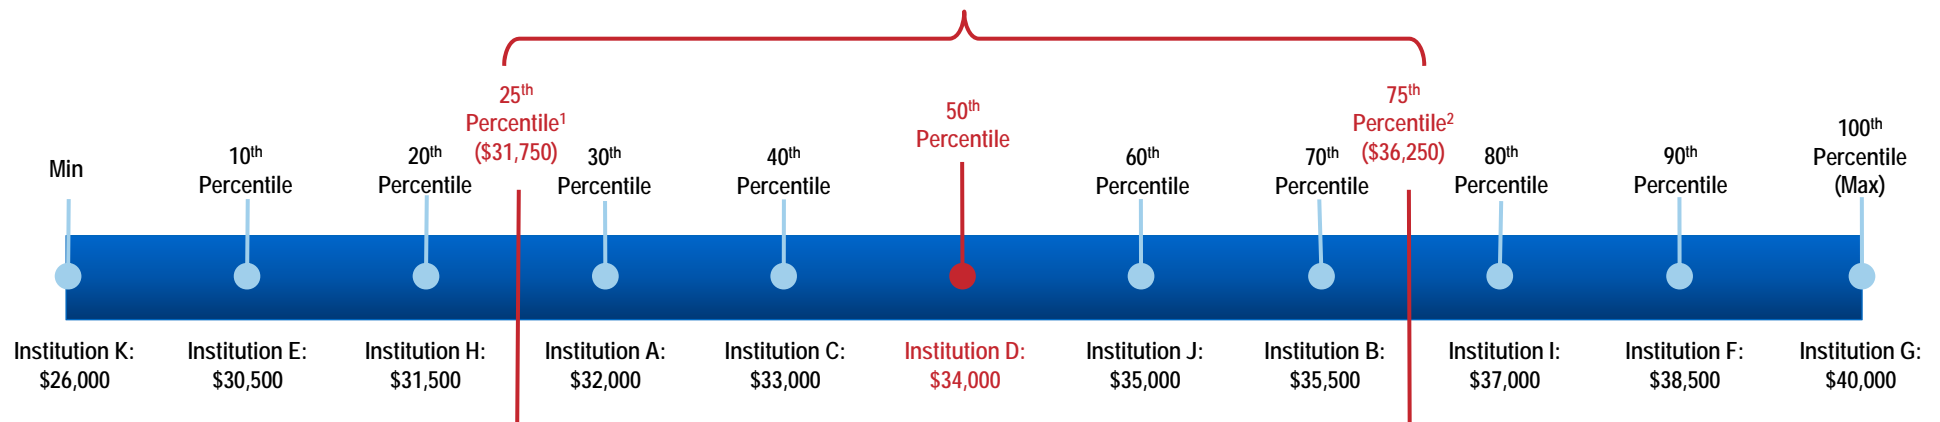 Min
10th
Percentile
20th
Percentile
25th
Percentile1
($31,750)
30th
Percentile
40th
Percentile
50th
Percentile
60th
Percentile
70th
Percentile
75th
Percentile2
($36,250)
80th
Percentile
90th
Percentile
100th
Percentile
(Max)
Institution K:
$26,000
Institution E:
$30,500
Institution H:
$31,500
Institution A:
$32,000
Institution C:
$33,000
Institution D:
$34,000
Institution J:
$35,000
Institution B:
$35,500
Institution I:
$37,000
Institution F:
$38,500
Institution G:
$40,000